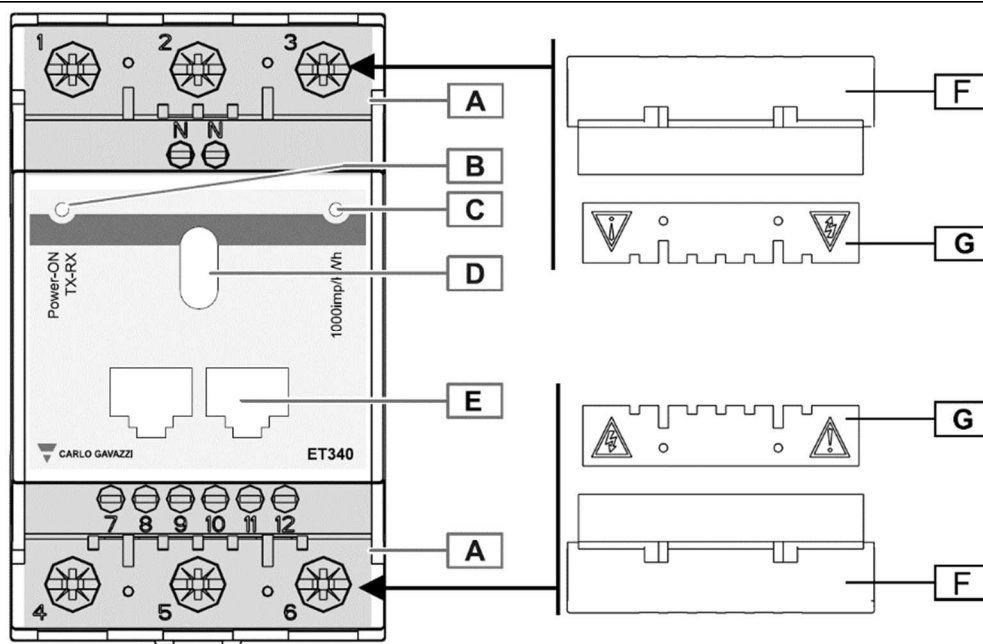 1 2 3
A
F
N N
B
C
G
D
Power-ON
TX-RX
1000imp/kWh
E
G
CARLO GAVAZZI
ET340
7 8 9 10 11 12
A
F
4 5 6